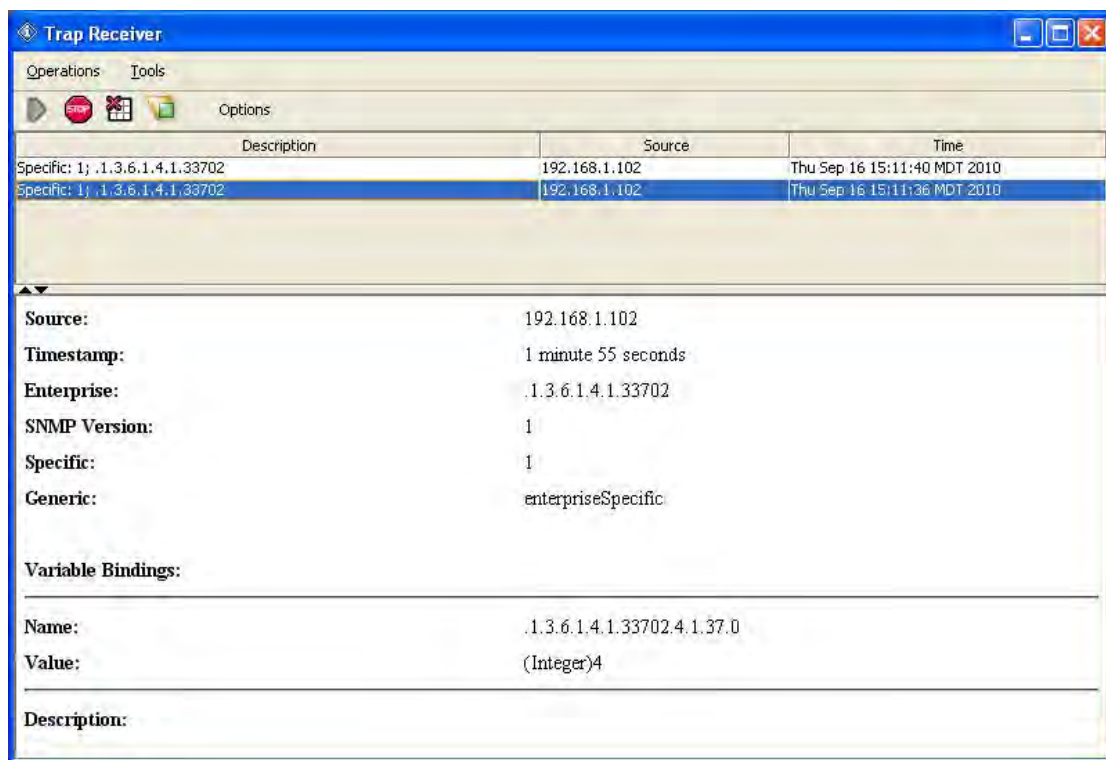 Trap Receiver
Operations Tools
STOP Options
Description Source Time
Specific: 1; .1.3.6.1.4.1.33702 192.168.1.102 Thu Sep 16 15:11:40 MDT 2010
Specific: 1; .1.3.6.1.4.1.33702 192.168.1.102 Thu Sep 16 15:11:36 MDT 2010
Source: 192.168.1.102
Timestamp: 1 minute 55 seconds
Enterprise: .1.3.6.1.4.1.33702
SNMP Version: 1
Specific: 1
Generic: enterpriseSpecific
Variable Bindings:
Name: .1.3.6.1.4.1.33702.4.1.37.0
Value: (Integer)4
Description: